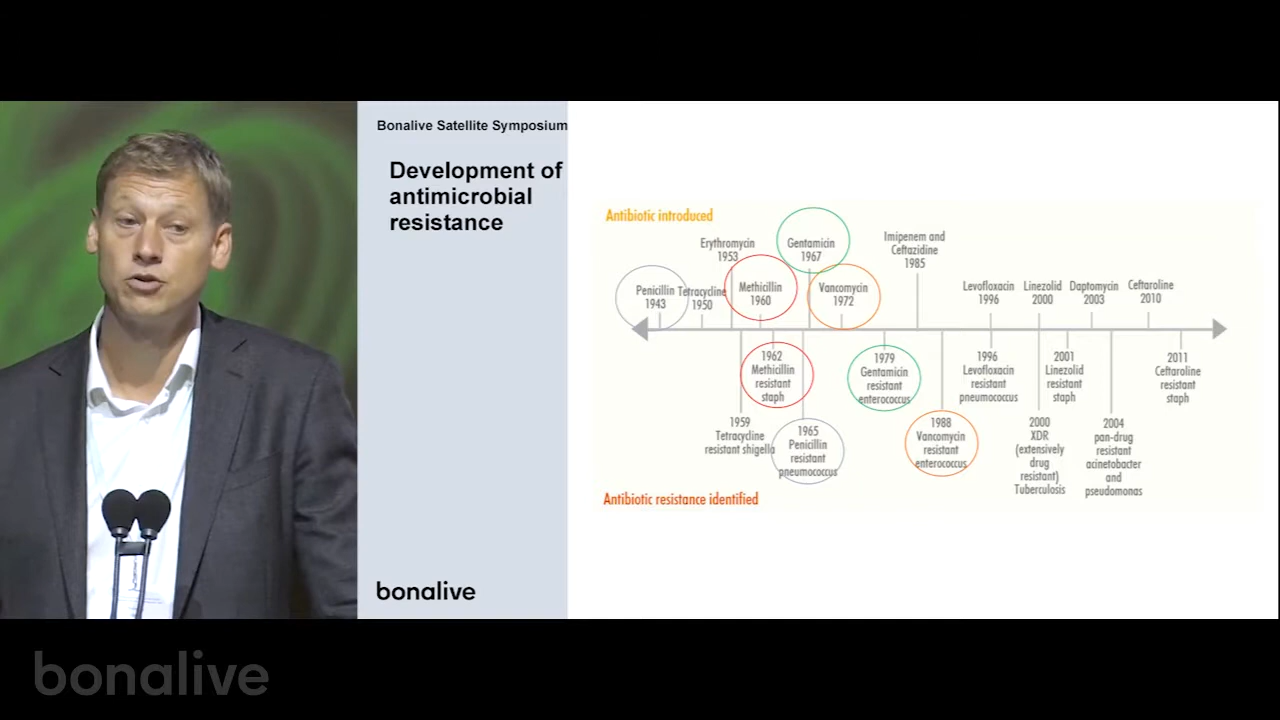 Bonalive Satellite Symposium
Development of
antimicrobial
resistance
Antibiotic introduced
Penicillin
1943
Tetracycline
1950
Erythromycin
1953
Methicillin
1960
Gentamicin
1967
Vancomycin
1972
Imipenem and
Ceftazidine
1985
Levofloxacin
1996
Linezolid
2000
Daptomycin
2003
Ceftaroline
2010
1959
Tetracycline
resistant shigella
1962
Methicillin
resistant
staph
1965
Penicillin
resistant
pneumococcus
1979
Gentamicin
resistant
enterococcus
1988
Vancomycin
resistant
enterococcus
1996
Levofloxacin
resistant
pneumococcus
2000
XDR
(extensively
drug
resistant)
Tuberculosis
2001
Linezolid
resistant
staph
2004
pan-drug
resistant
acinetobacter
and
pseudomonas
2011
Ceftaroline
resistant
staph
Antibiotic resistance identified
bonalive
bonalive